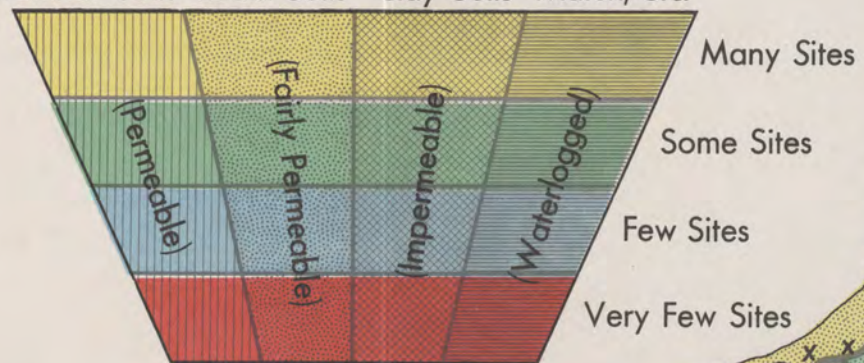 Many Sites
(Permeable)
(Fairly Permeable)
(Impermeable)
(Waterlogged)
Some Sites
Few Sites
Very Few Sites
x x